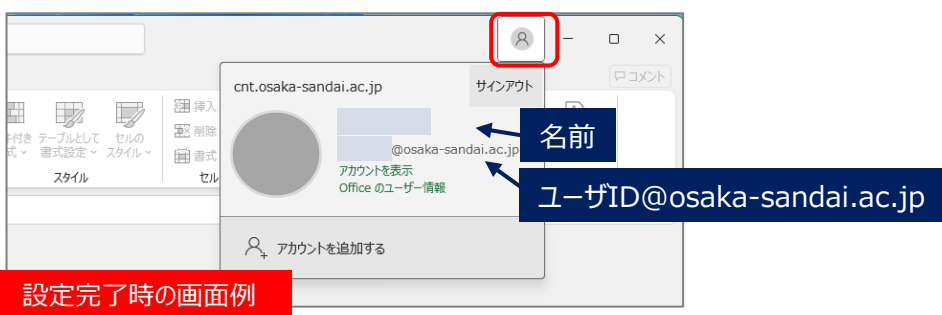 コメント
cnt.osaka-sandai.ac.jp
サインアウト
名前
@osaka-sandai.ac.jp
アカウントを表示
Office のユーザー情報
ユーザID@osaka-sandai.ac.jp
アカウントを追加する
テーブルとして
書式設定
セルの
スタイル
挿入
削除
書式
スタイル
セル
設定完了時の画面例